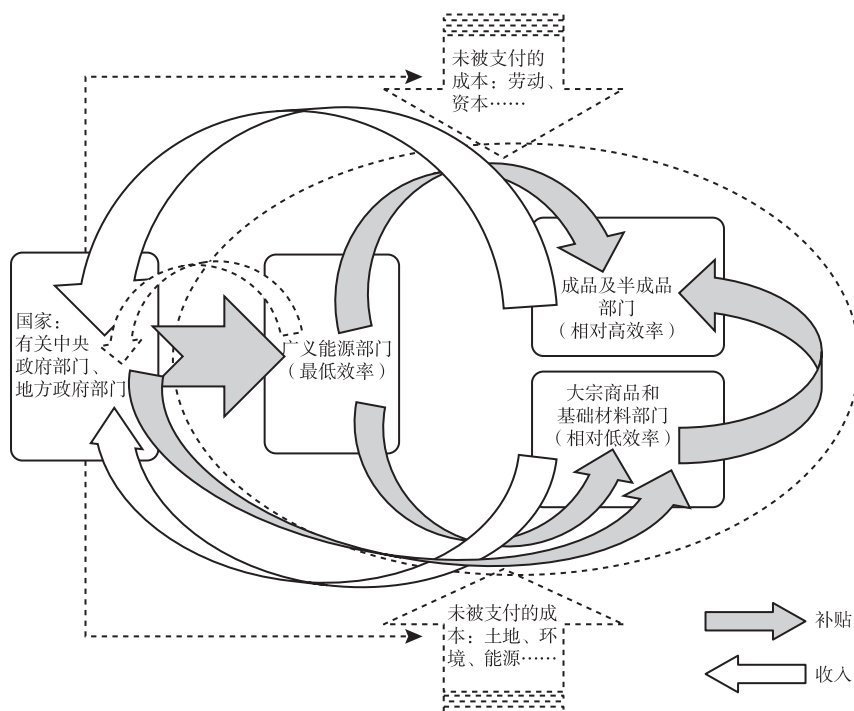 未被支付的
成本：劳动、
资本……
国家：
有关中央
政府部门、
地方政府部门
广义能源部门
（最低效率）
成品及半成品
部门
（相对高效率）
大宗商品和
基础材料部门
（相对低效率）
未被支付的成
本：土地、环
境、能源……
补贴
收入